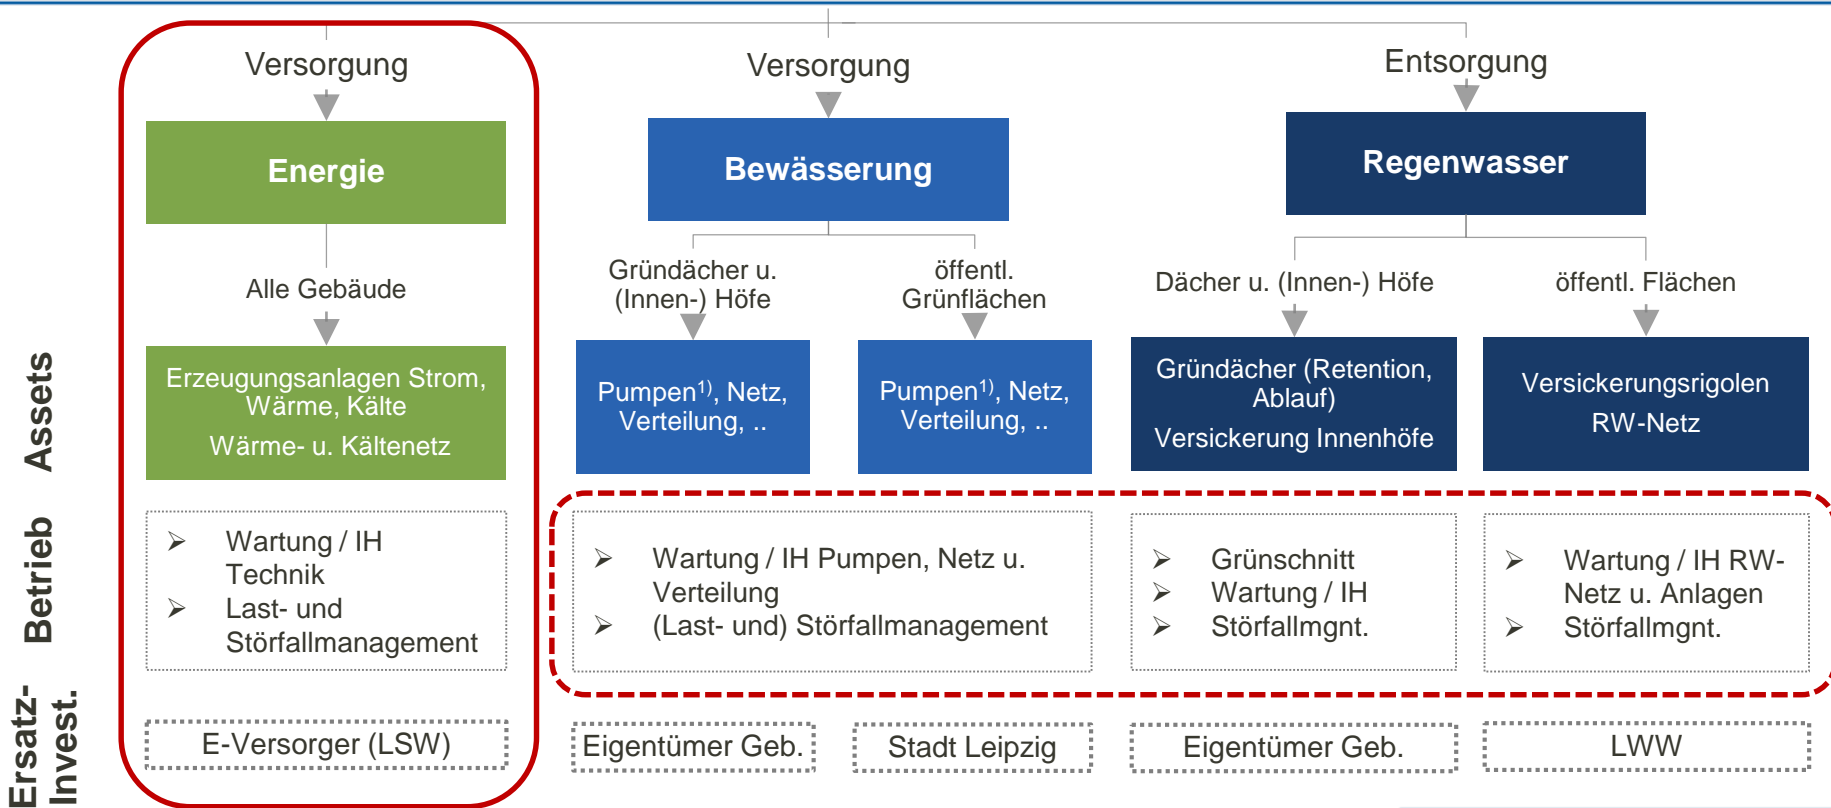 Versorgung
Versorgung
Entsorgung
Energie
Bewässerung
Regenwasser
Alle Gebäude
Gründächer u.
(Innen-) Höfe
öffentl.
Grünflächen
Dächer u. (Innen-) Höfe
öffentl. Flächen
Assets
Erzeugungsanlagen Strom,
Wärme, Kälte
Wärme- u. Kältenetz
Pumpen1), Netz,
Verteilung, ..
Pumpen1), Netz,
Verteilung, ..
Gründächer (Retention,
Ablauf)
Versickerung Innenhöfe
Versickerungsrigolen
RW-Netz
Betrieb
➢ Wartung / IH
Technik
➢ Last- und
Störfallmanagement
➢ Wartung / IH Pumpen, Netz u.
Verteilung
➢ (Last- und) Störfallmanagement
➢ Grünschnitt
➢ Wartung / IH
➢ Störfallmgnt.
➢ Wartung / IH RW-
Netz u. Anlagen
➢ Störfallmgnt.
Ersatz-
Invest.
E-Versorger (LSW)
Eigentümer Geb.
Stadt Leipzig
Eigentümer Geb.
LWW